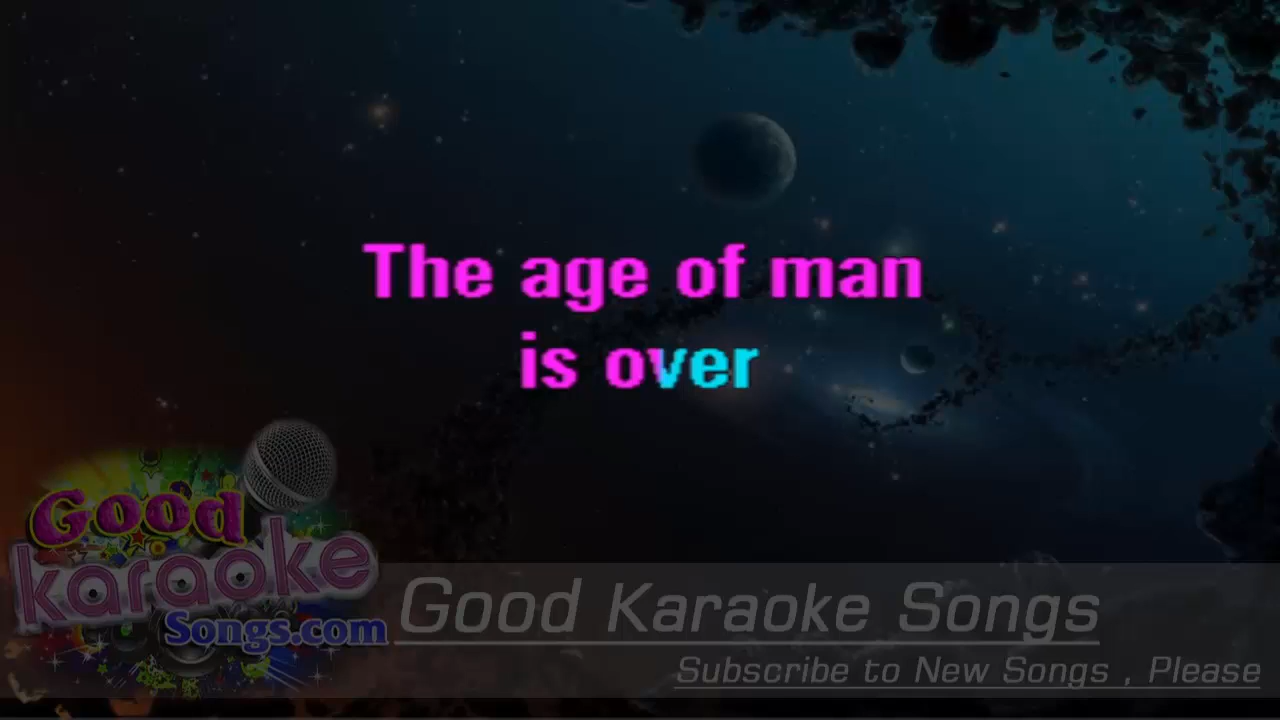 The age of man
is over
Good
karaoke
Songs.com
Good Karaoke Songs
Subscribe to New Songs , Please